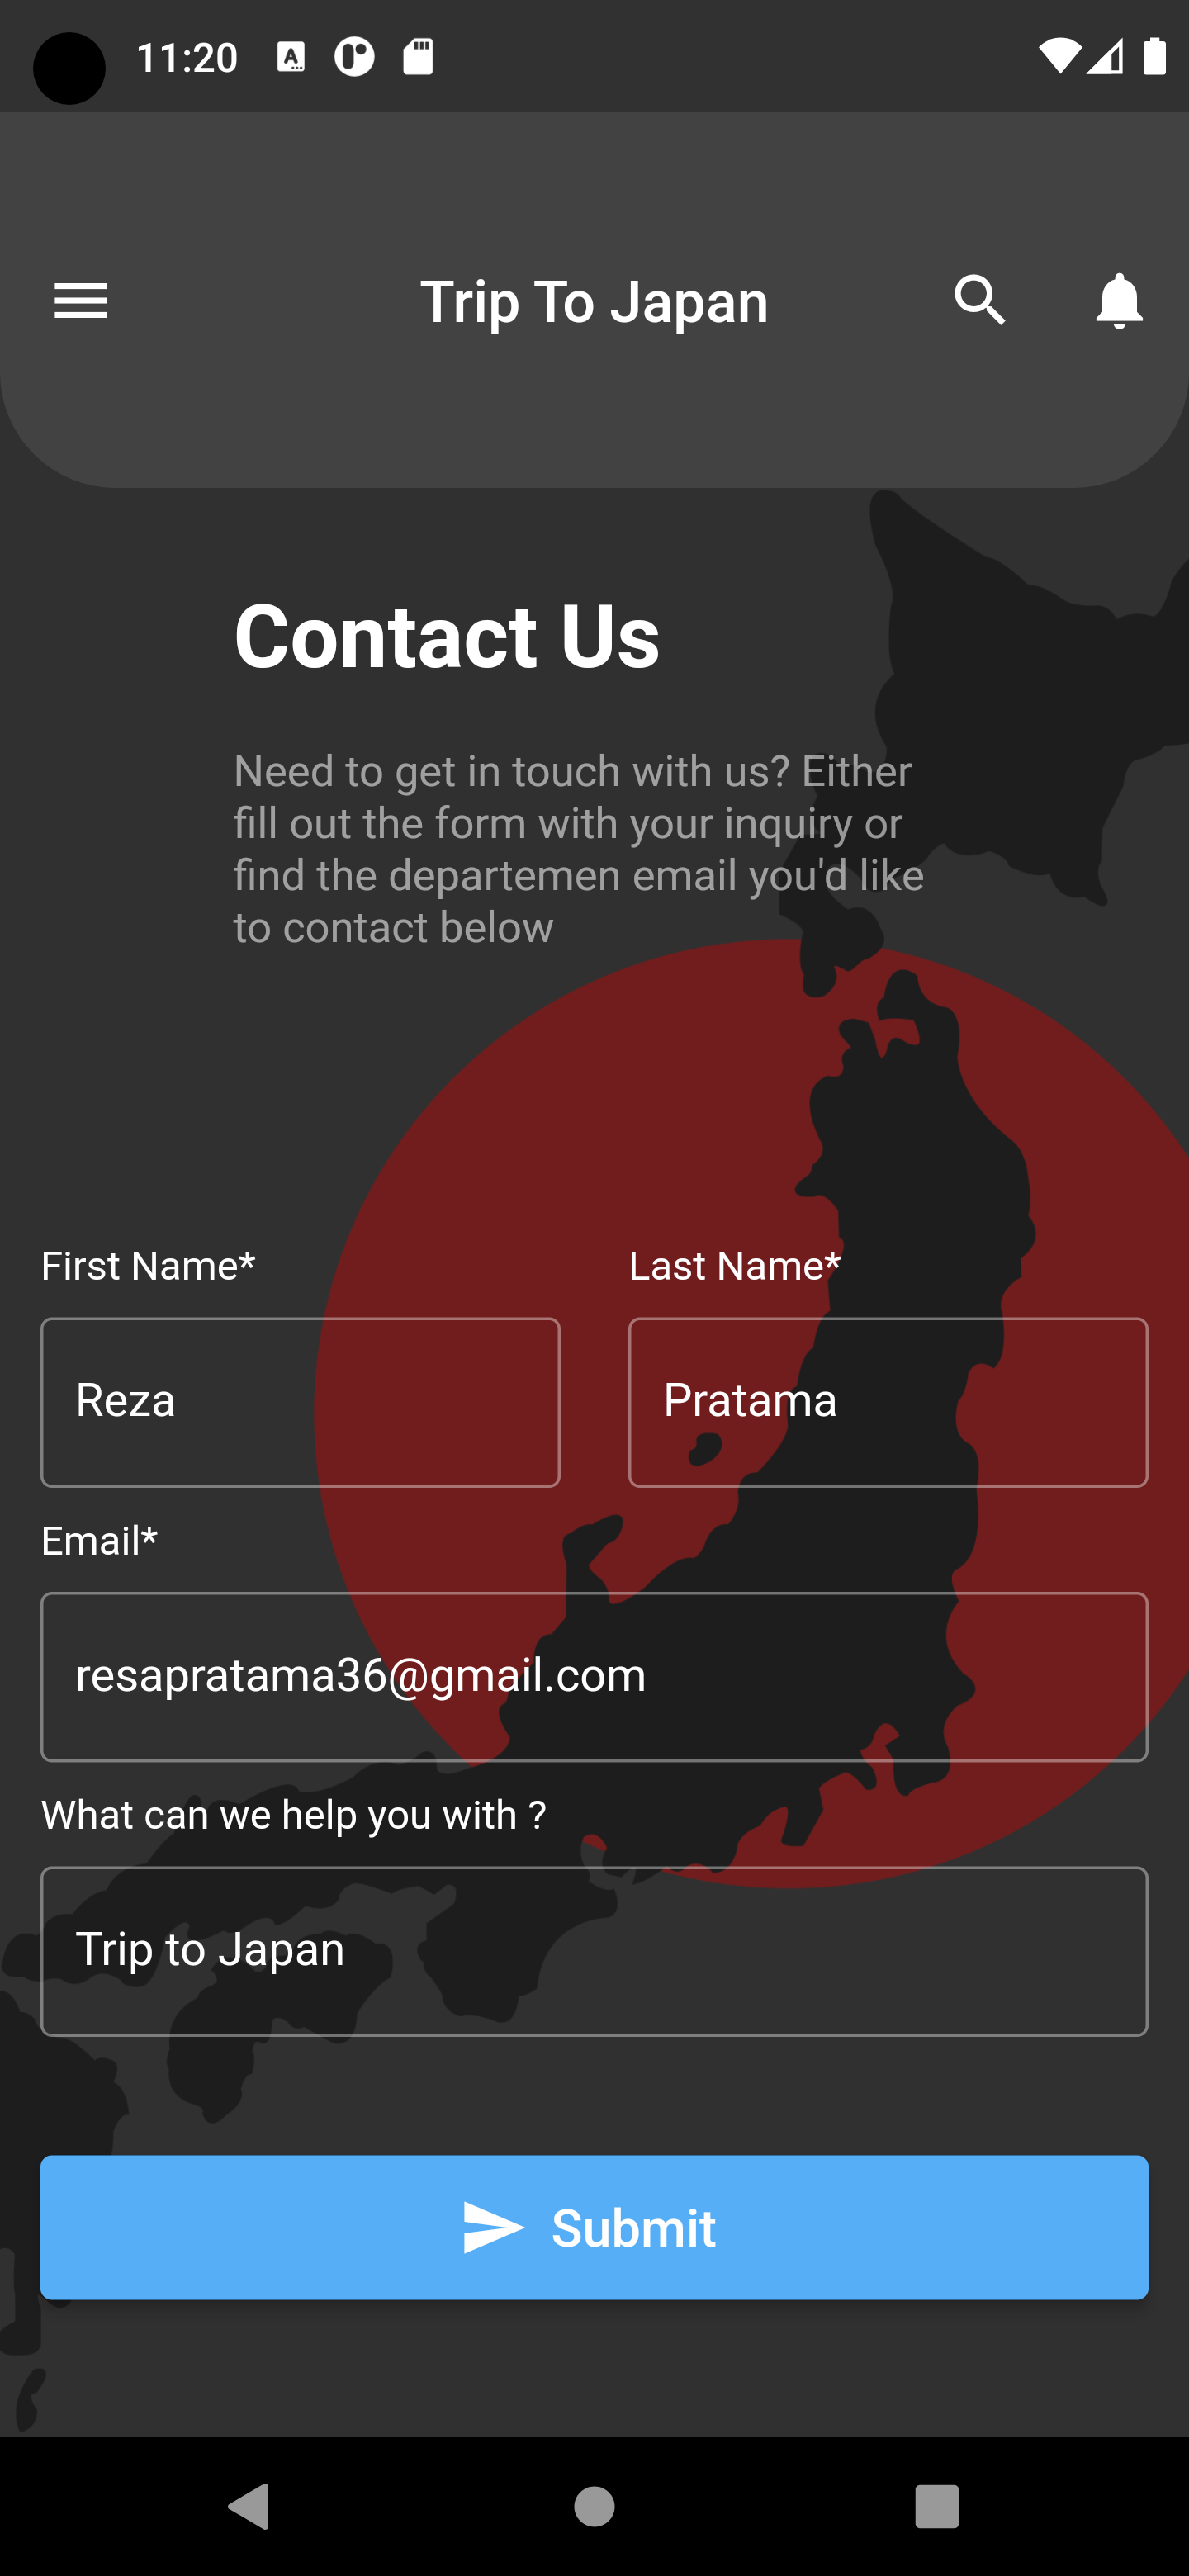 11:20
Trip To Japan
Contact Us
Need to get in touch with us? Either
fill out the form with your inquiry or
find the departemen email you'd like
to contact below
First Name*
Last Name*
Reza
Pratama
Email*
resapratama36@gmail.com
What can we help you with ?
Trip to Japan
Submit